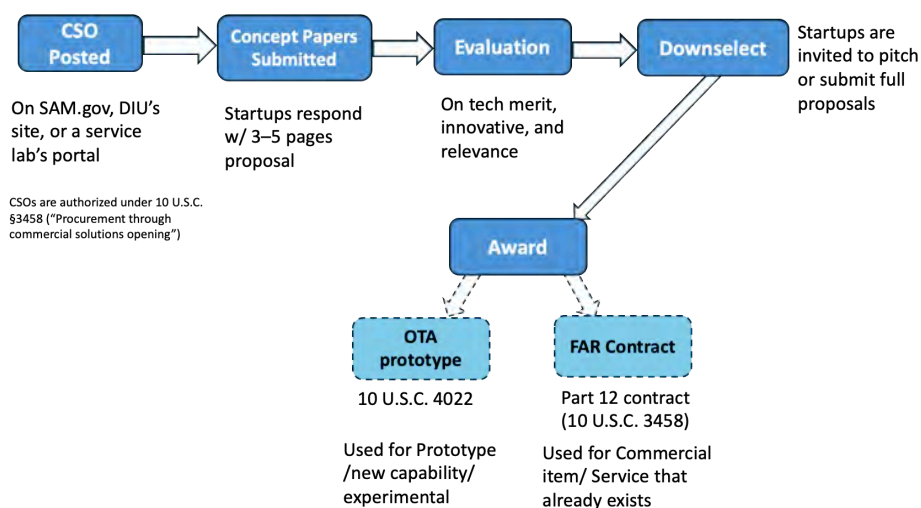 CSO
Posted
Concept Papers
Submitted
Evaluation
Downselect
Startups are
invited to pitch
or submit full
proposals
On SAM.gov, DIU's
site, or a service
lab's portal
Startups respond
w/ 3–5 pages
proposal
On tech merit,
innovative, and
relevance
CSOs are authorized under 10 U.S.C.
§3458 ("Procurement through
commercial solutions opening")
Award
OTA
prototype
FAR Contract
10 U.S.C. 4022
Part 12 contract
(10 U.S.C. 3458)
Used for Prototype
/new capability/
experimental
Used for Commercial
item/ Service that
already exists